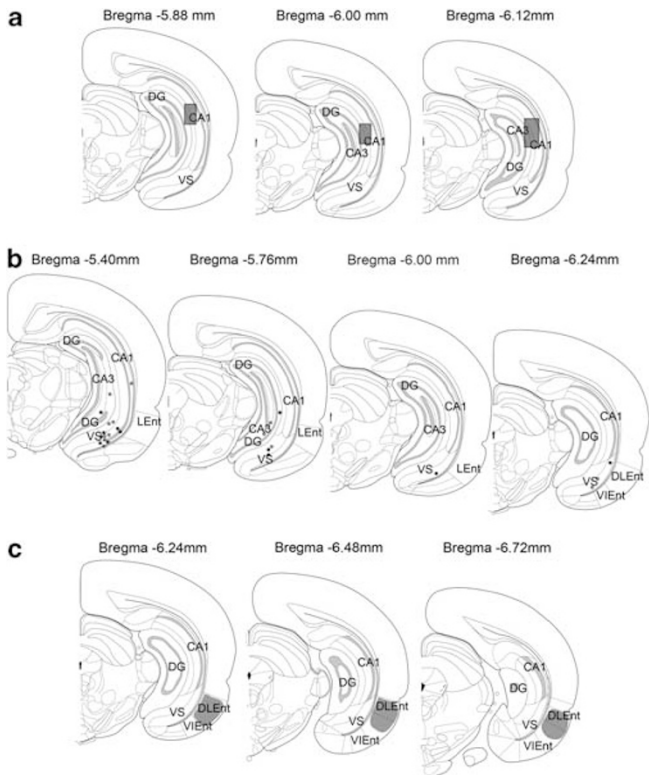 a
Bregma -5.88 mm Bregma -6.00 mm Bregma -6.12mm
DG DG
CA1 CA3
CA1 CA1
CA3 DG
VS VS VS
b
Bregma -5.40mm Bregma -5.76mm Bregma -6.00 mm Bregma -6.24mm
DG DG DG
CA1 CA1 CA1 CA1
CA3 CA3 CA3 DG
DG DG
LEnt LEnt DLEnt
VS VS VS VS
VIEnt
c
Bregma -6.24mm Bregma -6.48mm Bregma -6.72mm
CA1 CA1 CA1
DG DG DG
DLEnt DLEnt DLEnt
VS VS VS
VIEnt VIEnt VIEnt